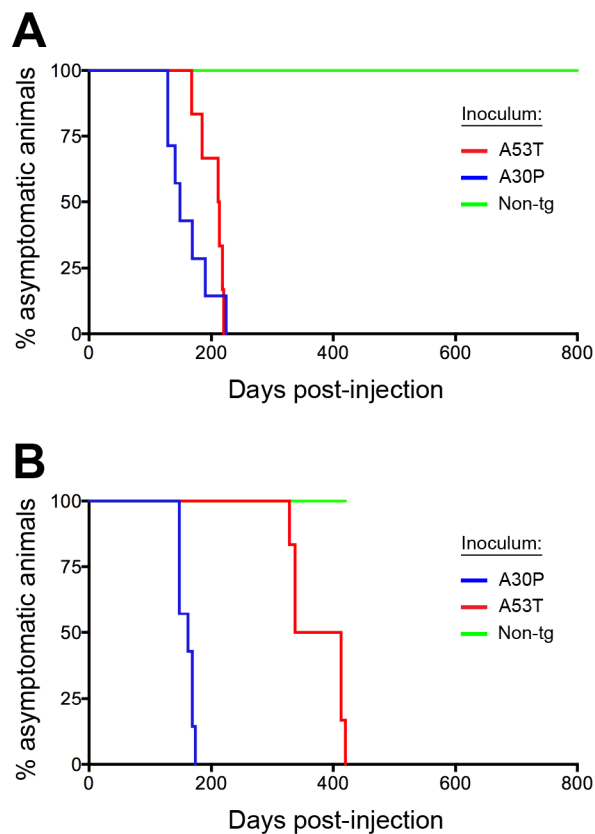 A
% asymptomatic animals
100
75
50
25
0
0 200 400 600 800
Days post-injection
Inoculum:
A53T
A30P
Non-tg
B
% asymptomatic animals
100
75
50
25
0
0 200 400 600 800
Days post-injection
Inoculum:
A30P
A53T
Non-tg